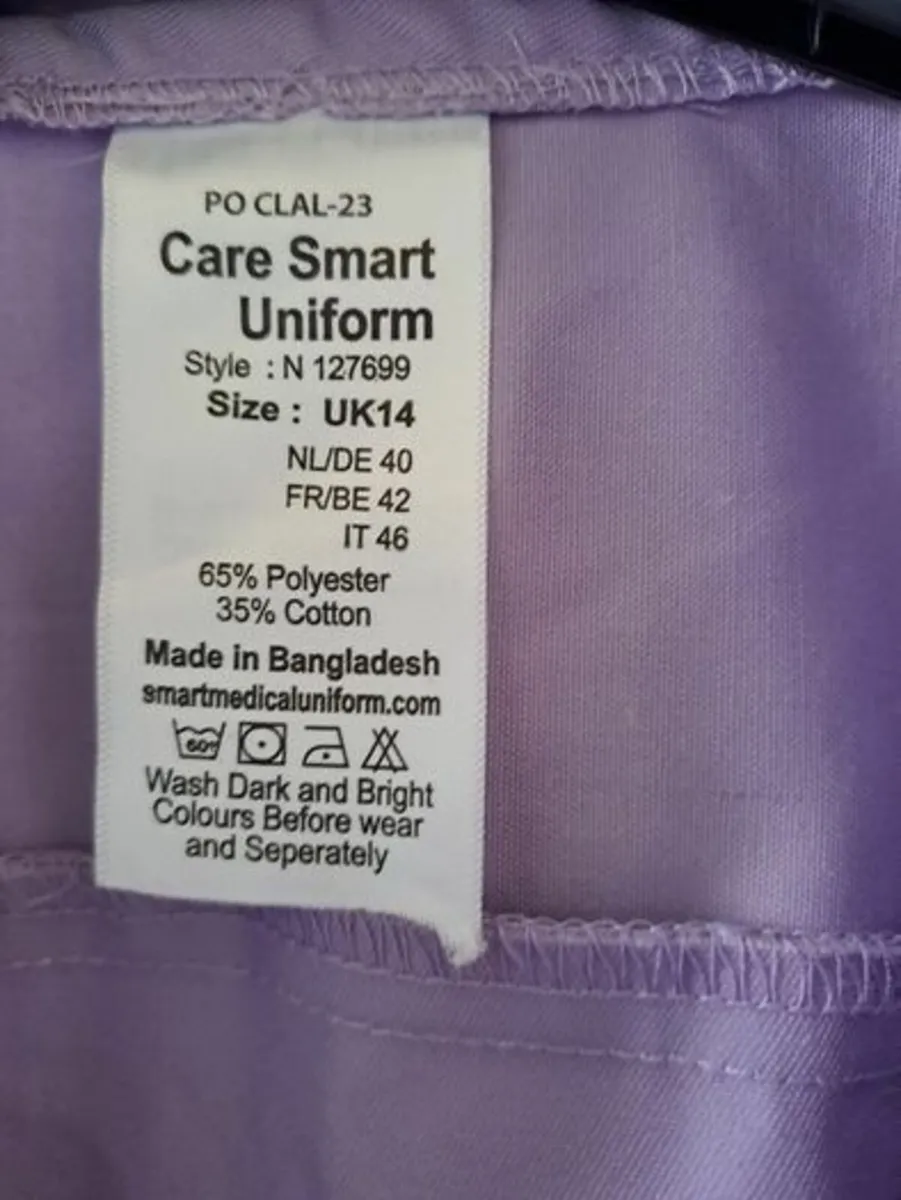 PO CLAL-23
Care Smart
Uniform
Style : N 127699
Size : UK14
NL/DE 40
FR/BE 42
IT 46
65% Polyester
35% Cotton
Made in Bangladesh
smartmedicaluniform.com
60°
Wash Dark and Bright
Colours Before wear
and Seperately